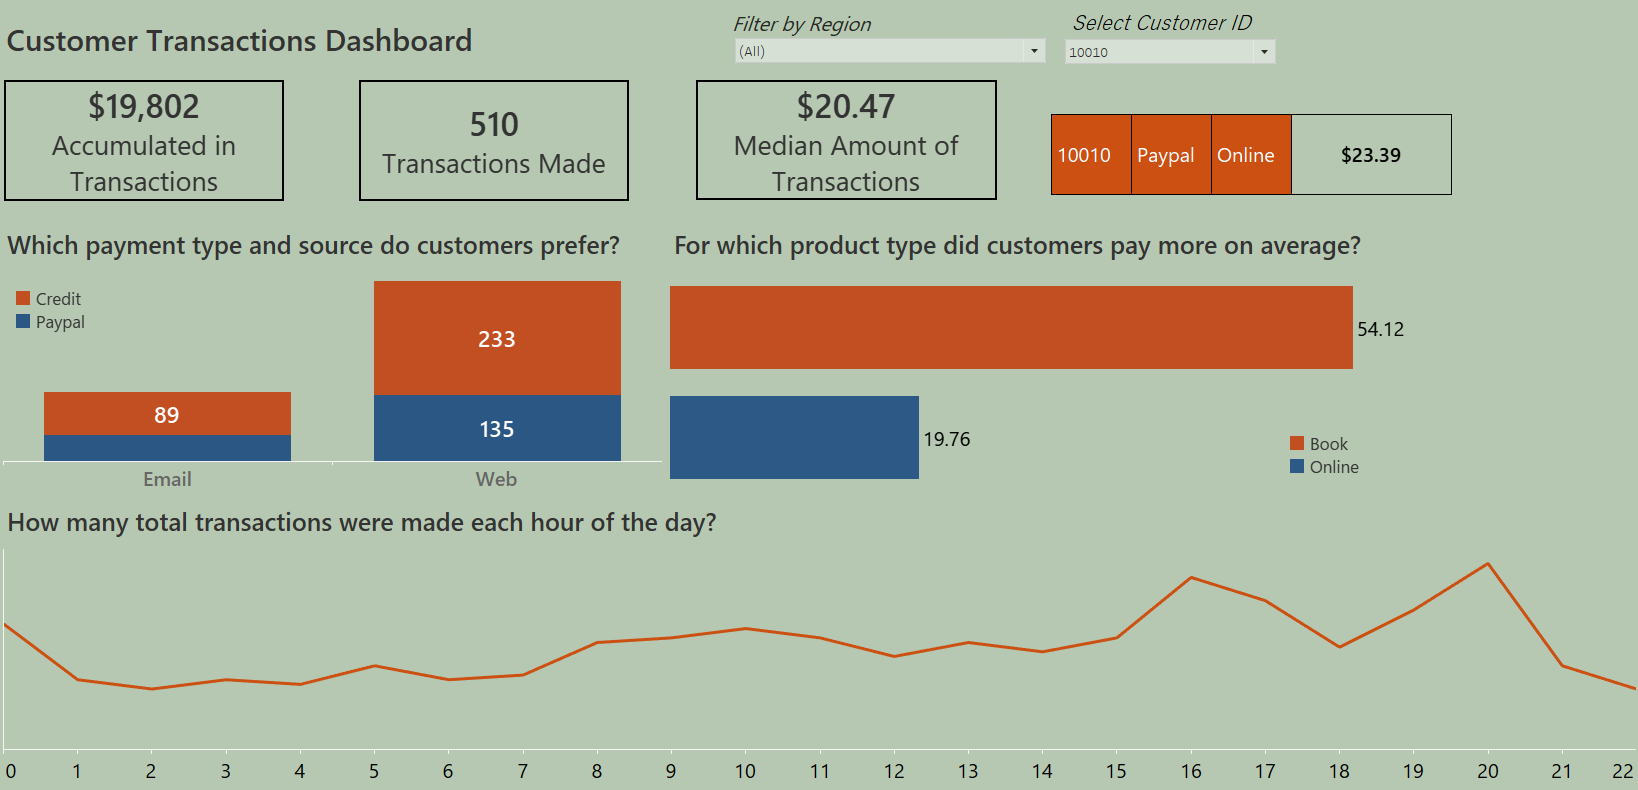 Customer Transactions Dashboard
Filter by Region
(All)
Select Customer ID
10010
$19,802
Accumulated in
Transactions
510
Transactions Made
$20.47
Median Amount of
Transactions
10010 Paypal Online $23.39
Which payment type and source do customers prefer?
Credit
Paypal
233
89
135
Email Web
For which product type did customers pay more on average?
54.12
19.76
Book
Online
How many total transactions were made each hour of the day?
0 1 2 3 4 5 6 7 8 9 10 11 12 13 14 15 16 17 18 19 20 21 22